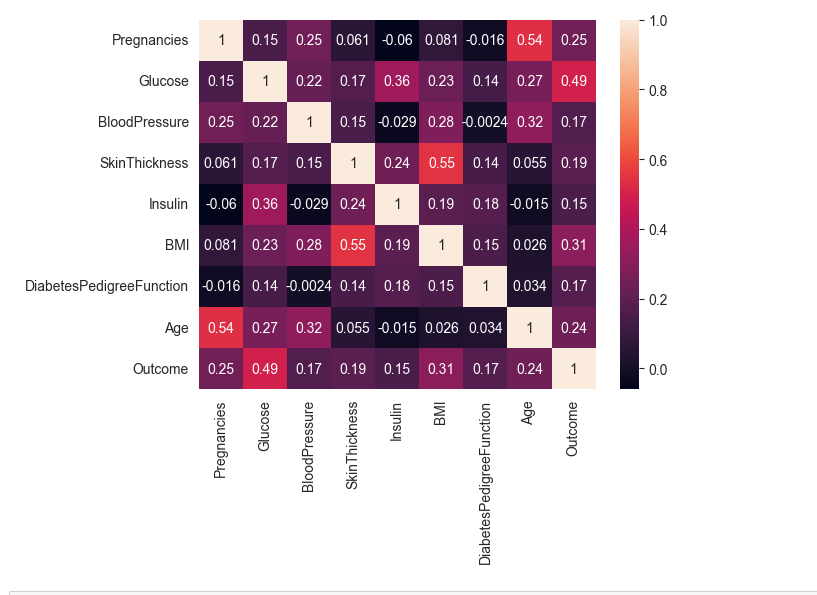 Pregnancies 1 0.15 0.25 0.061 -0.06 0.081 -0.016 0.54 0.25
Glucose 0.15 1 0.22 0.17 0.36 0.23 0.14 0.27 0.49
BloodPressure 0.25 0.22 1 0.15 -0.029 0.28 -0.0024 0.32 0.17
SkinThickness 0.061 0.17 0.15 1 0.24 0.55 0.14 0.055 0.19
Insulin -0.06 0.36 -0.029 0.24 1 0.19 0.18 -0.015 0.15
BMI 0.081 0.23 0.28 0.55 0.19 1 0.15 0.026 0.31
DiabetesPedigreeFunction -0.016 0.14 -0.0024 0.14 0.18 0.15 1 0.034 0.17
Age 0.54 0.27 0.32 0.055 -0.015 0.026 0.034 1 0.24
Outcome 0.25 0.49 0.17 0.19 0.15 0.31 0.17 0.24 1
Pregnancies
Glucose
BloodPressure
SkinThickness
Insulin
BMI
DiabetesPedigreeFunction
Age
Outcome
1.0
0.8
0.6
0.4
0.2
0.0